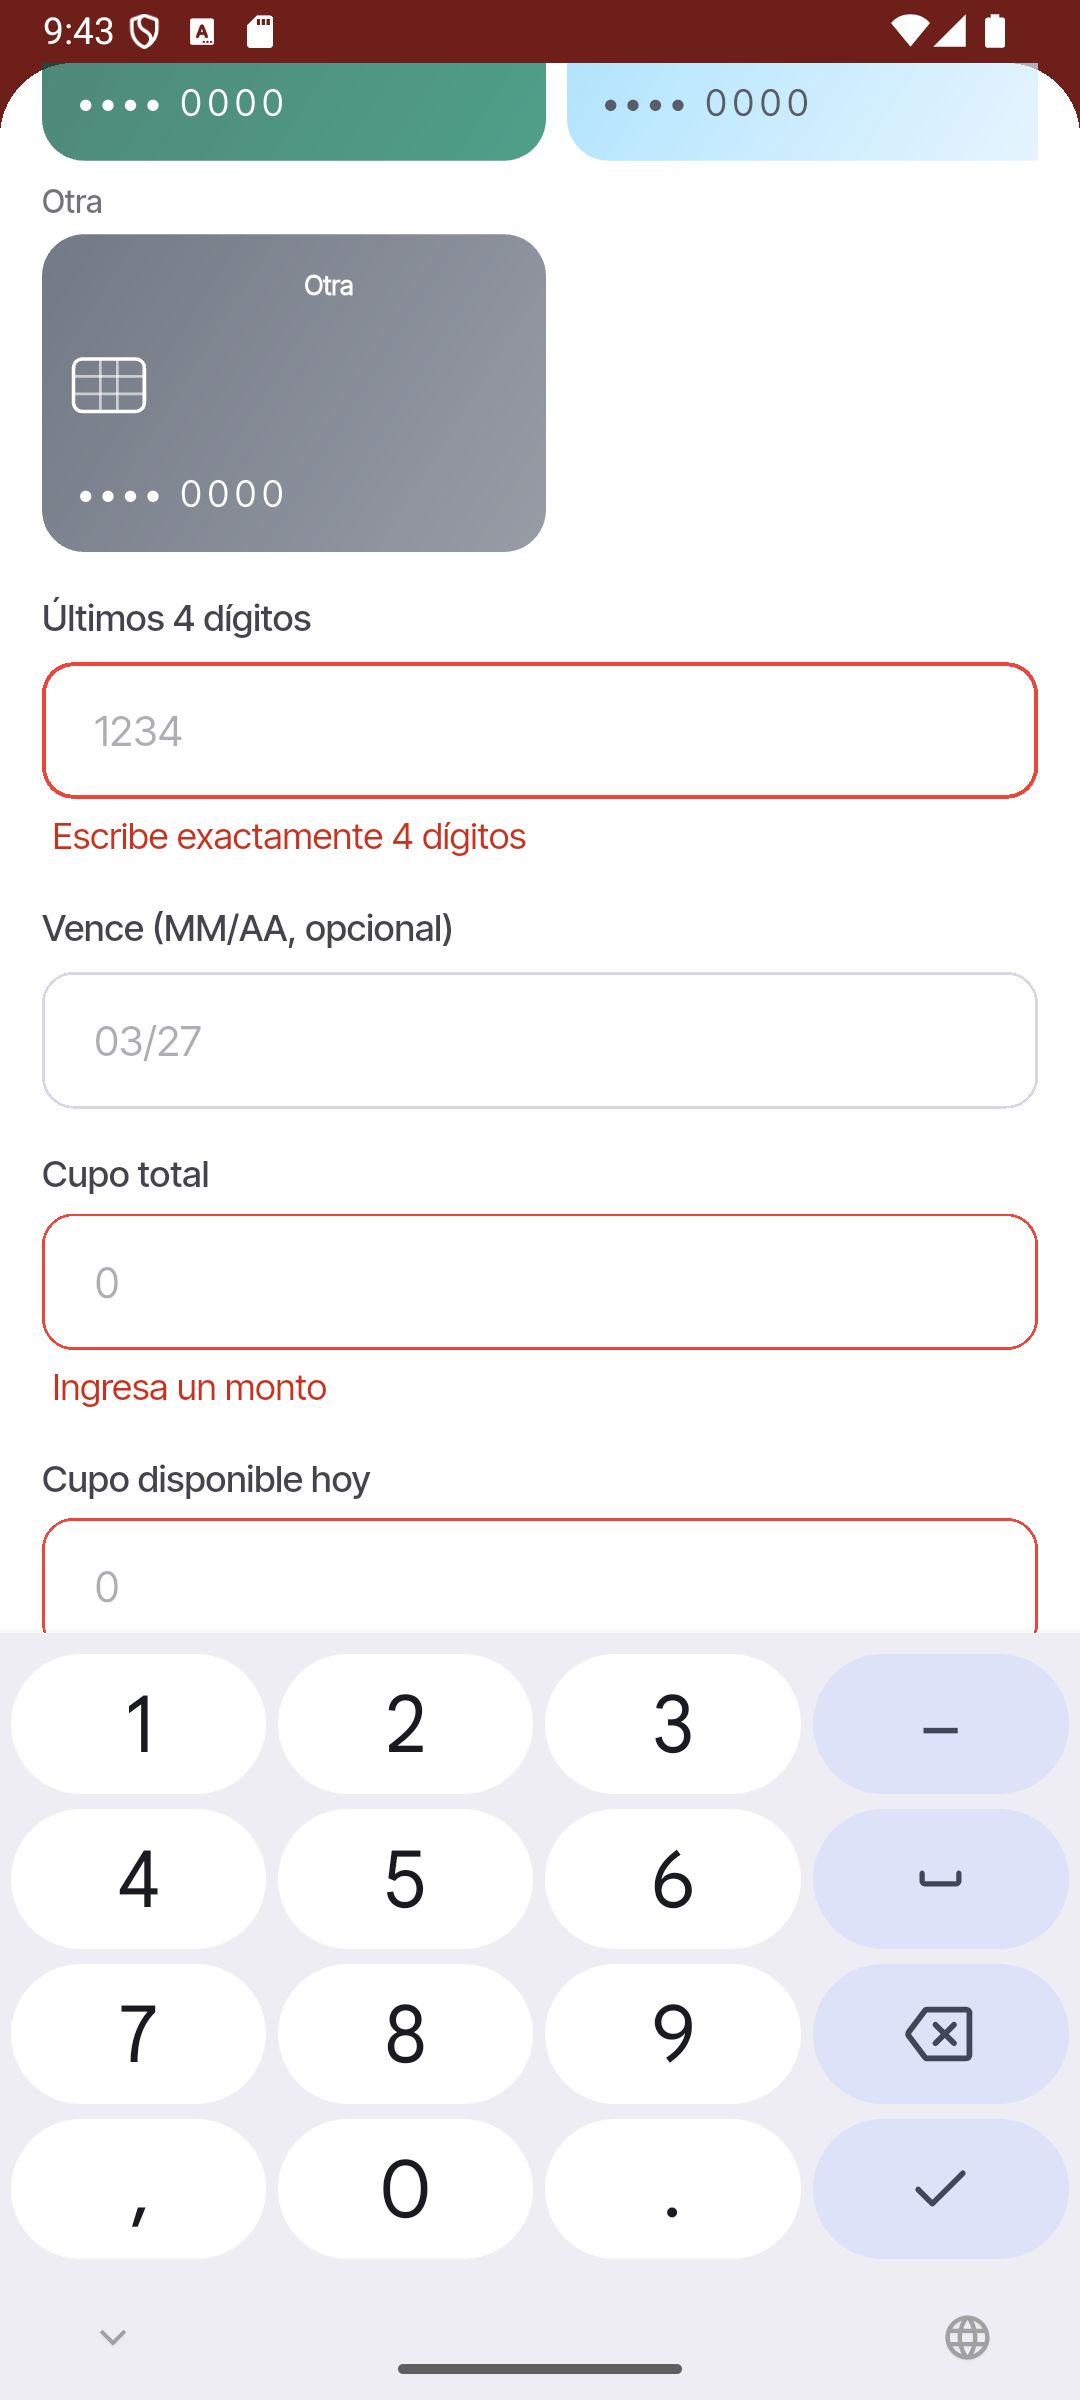 9:43
•••• 0000 •••• 0000
Otra
Otra
•••• 0000
Últimos 4 dígitos
1234
Escribe exactamente 4 dígitos
Vence (MM/AA, opcional)
03/27
Cupo total
0
Ingresa un monto
Cupo disponible hoy
0
1 2 3 –
4 5 6
7 8 9
, 0 .